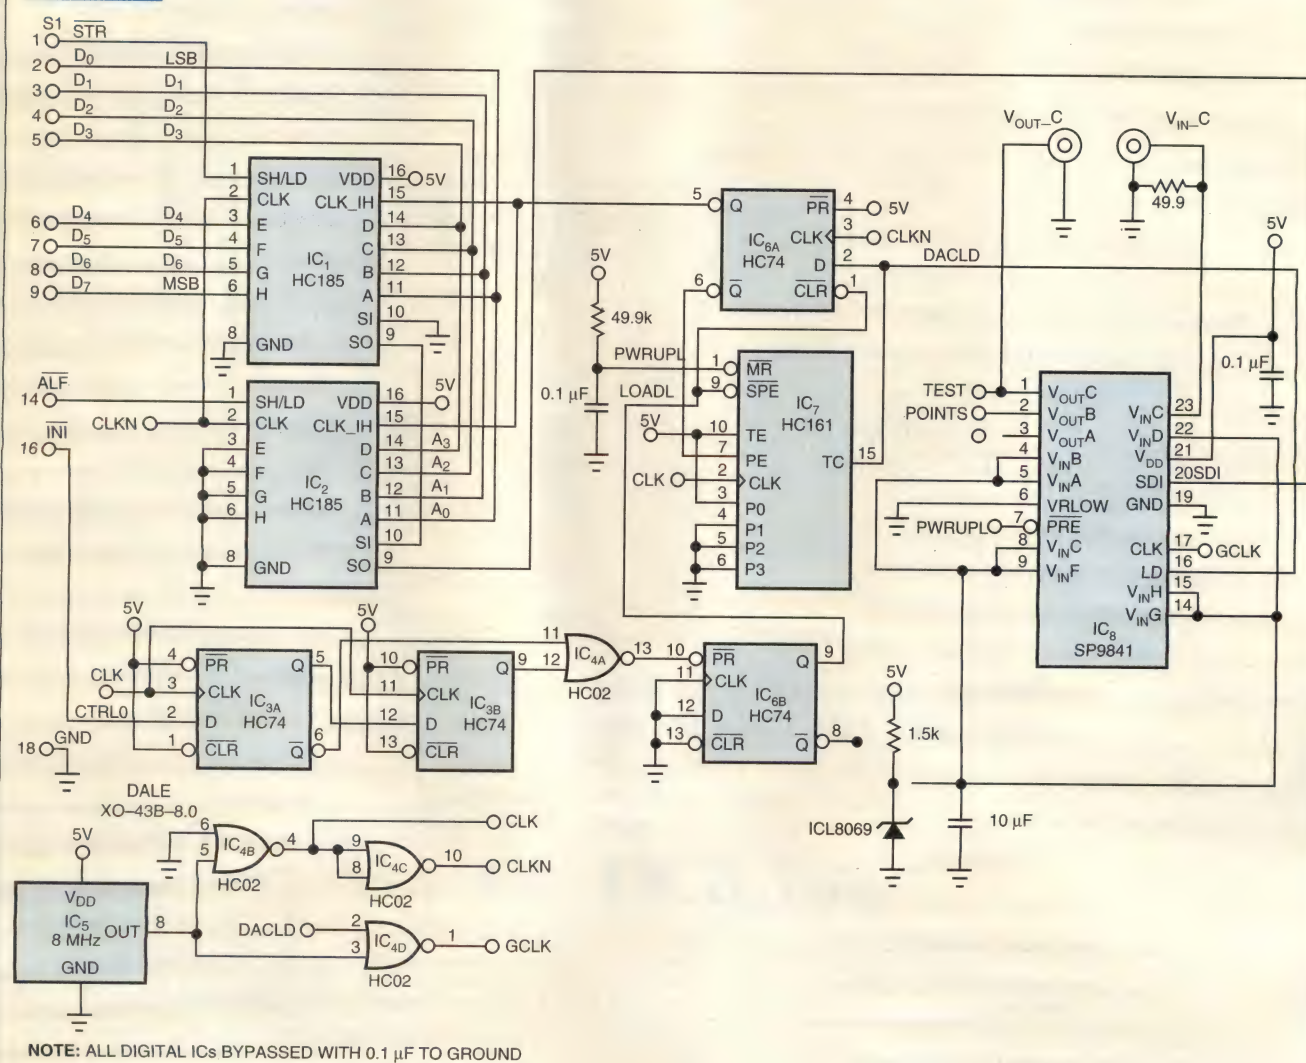 S1
1 STR
2 D0 LSB
3 D1 D1
4 D2 D2
5 D3 D3
6 D4 D4
7 D5 D5
8 D6 D6
9 D7 MSB
14 ALF
CLKN
16 INI
1 SH/LD VDD 16 5V
2 CLK CLK_IH 15
3 E D 14
4 F C 13
5 G B 12
6 H A 11
SI 10
8 GND SO 9
IC1
HC185
1 SH/LD VDD 16 5V
2 CLK CLK_IH 15
3 E D 14 A3
4 F C 13 A2
5 G B 12 A1
6 H A 11 A0
SI 10
8 GND SO 9
IC2
HC185
5V
CLK
CTRL0
18 GND
4 PR Q 5
3 CLK
2 D
1 CLR Q 6
IC3A
HC74
5V
10 PR Q 9
11 CLK
12 D
13 CLR
IC3B
HC74
11
12
IC4A
13
HC02
10 PR Q 9
11 CLK
12 D
13 CLR Q 8
IC6B
HC74
5 Q PR 4 5V
CLK 3 CLKN
D 2 DACLD
6 Q CLR 1
IC6A
HC74
5V
49.9k
PWRUPL
LOADL
0.1 µF
5V
CLK
1 MR
9 SPE
10 TE
7 PE
2 CLK
3 P0
4 P1
5 P2
6 P3
TC 15
IC7
HC161
VOUT_C
VIN_C
49.9
5V
0.1 µF
TEST
POINTS
PWRUPL
1 VOUTC
2 VOUTB
3 VOUTA
4 VINB
5 VINA
6 VRLOW
7 PRE
8 VINC
9 VINF
VINC 23
VIND 22
VDD 21
SDI 20 SDI
GND 19
CLK 17 GCLK
LD 16
VINH 15
VING 14
IC8
SP9841
5V
1.5k
ICL8069
10 µF
DALE
XO–43B–8.0
5V
VDD
IC5
8 MHz
OUT 8
GND
6
5
IC4B
4
HC02
CLK
9
8
IC4C
10
CLKN
HC02
DACLD
2
3
IC4D
1
GCLK
HC02
NOTE: ALL DIGITAL ICs BYPASSED WITH 0.1 µF TO GROUND